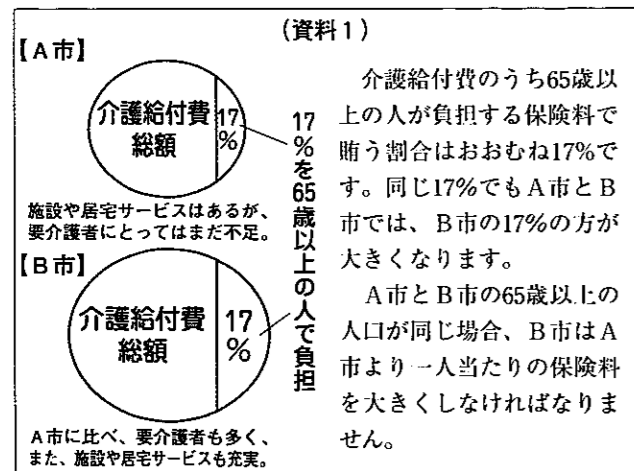 (資料1)
【A市】
介護給付費
総額
17
%
施設や居宅サービスはあるが、
要介護者にとってはまだ不足。
【B市】
介護給付費
総額
17
%
A市に比べ、要介護者も多く、
また、施設や居宅サービスも充実。
17%を65歳以上の人で負担
介護給付費のうち65歳以
上の人が負担する保険料で
賄う割合はおおむね17%で
す。同じ17%でもA市とB
市では、B市の17%の方が
大きくなります。
A市とB市の65歳以上の
人口が同じ場合、B市はA
市より一人当たりの保険料
を大きくしなければなりま
せん。